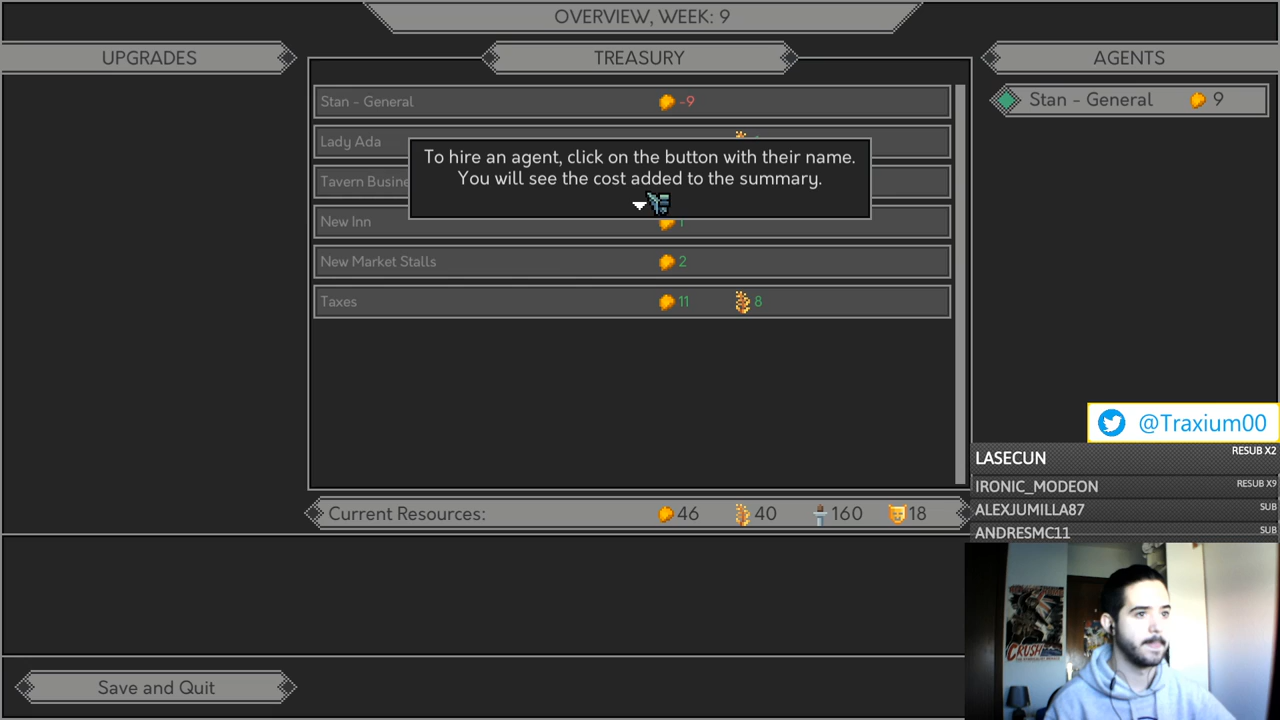 OVERVIEW, WEEK: 9
UPGRADES
TREASURY
AGENTS
Stan - General -9
Stan - General 9
Lady Ada
To hire an agent, click on the button with their name.
You will see the cost added to the summary.
Tavern
New Inn 1
New Market Stalls 2
Taxes 11 8
@Traxium00
LASECUN RESUB X2
IRONIC_MODEON RESUB X9
ALEXJUMILLA87 SUB
ANDRESMC11 SUB
Current Resources: 46 40 160 18
CRUSH
Save and Quit